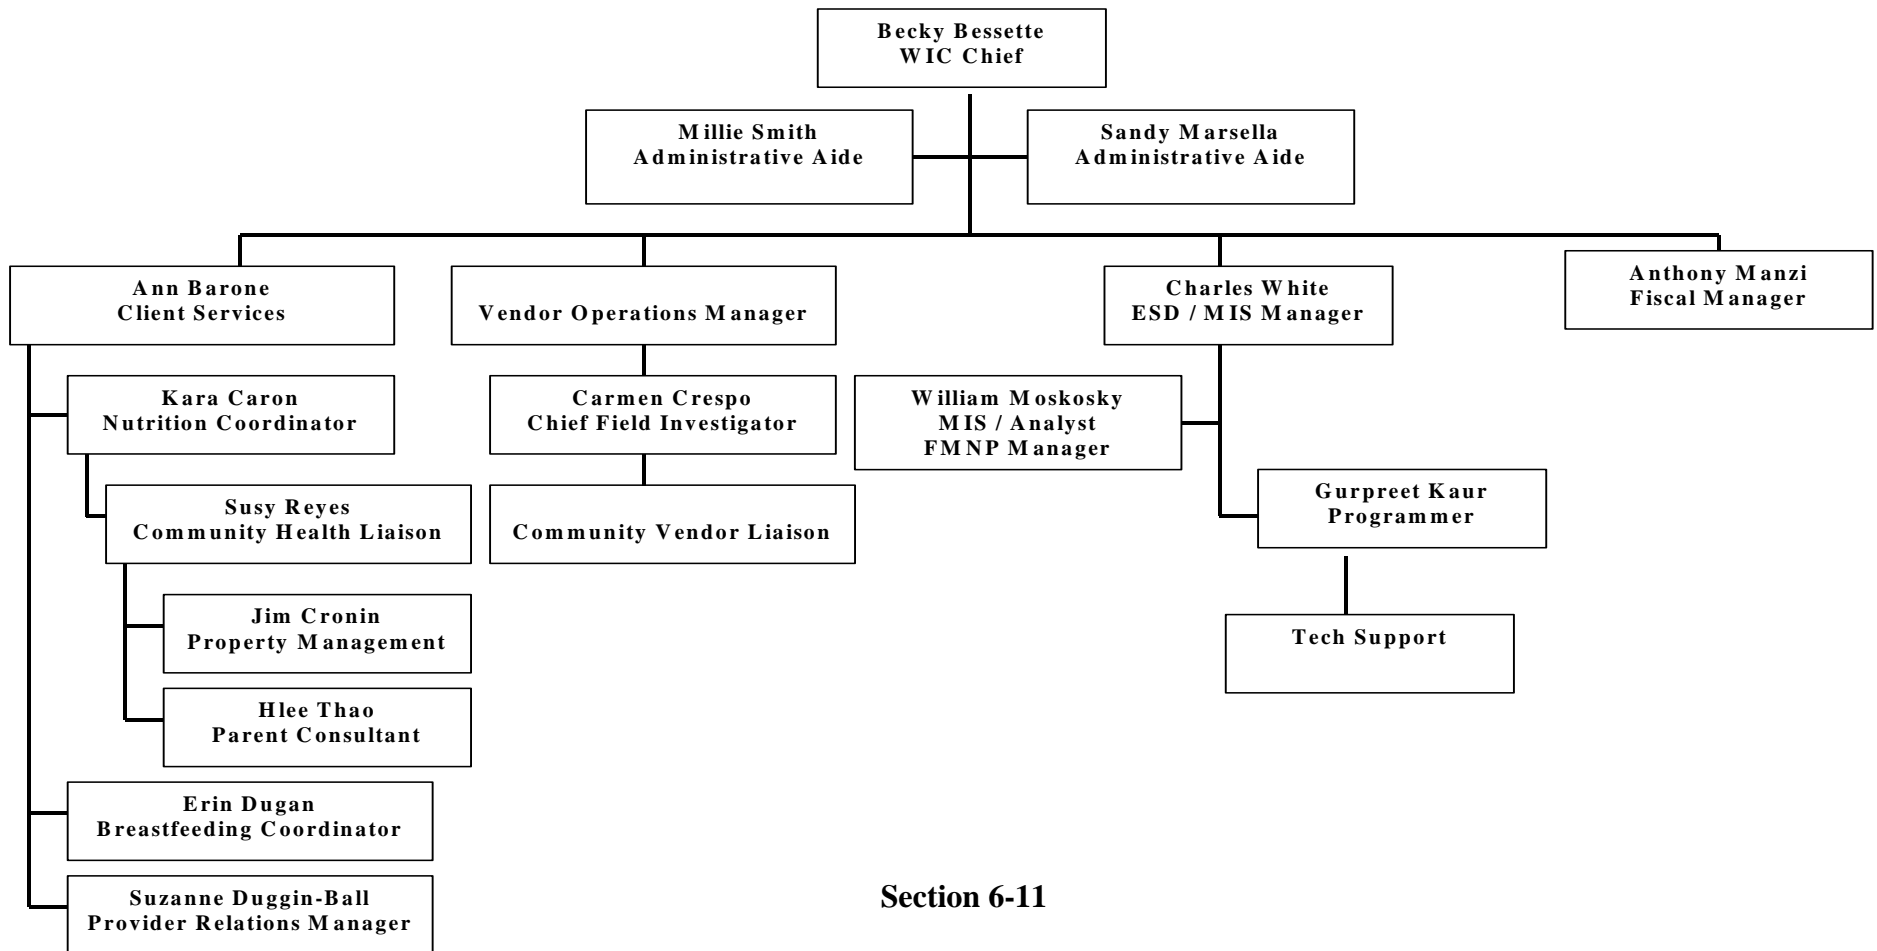 Becky Bessette
WIC Chief
Millie Smith
Administrative Aide
Sandy Marsella
Administrative Aide
Ann Barone
Client Services
Vendor Operations Manager
Charles White
ESD / MIS Manager
Anthony Manzi
Fiscal Manager
Kara Caron
Nutrition Coordinator
Carmen Crespo
Chief Field Investigator
William Moskosky
MIS / Analyst
FMNP Manager
Susy Reyes
Community Health Liaison
Community Vendor Liaison
Gurpreet Kaur
Programmer
Jim Cronin
Property Management
Tech Support
Hlee Thao
Parent Consultant
Erin Dugan
Breastfeeding Coordinator
Suzanne Duggin-Ball
Provider Relations Manager
Section 6-11